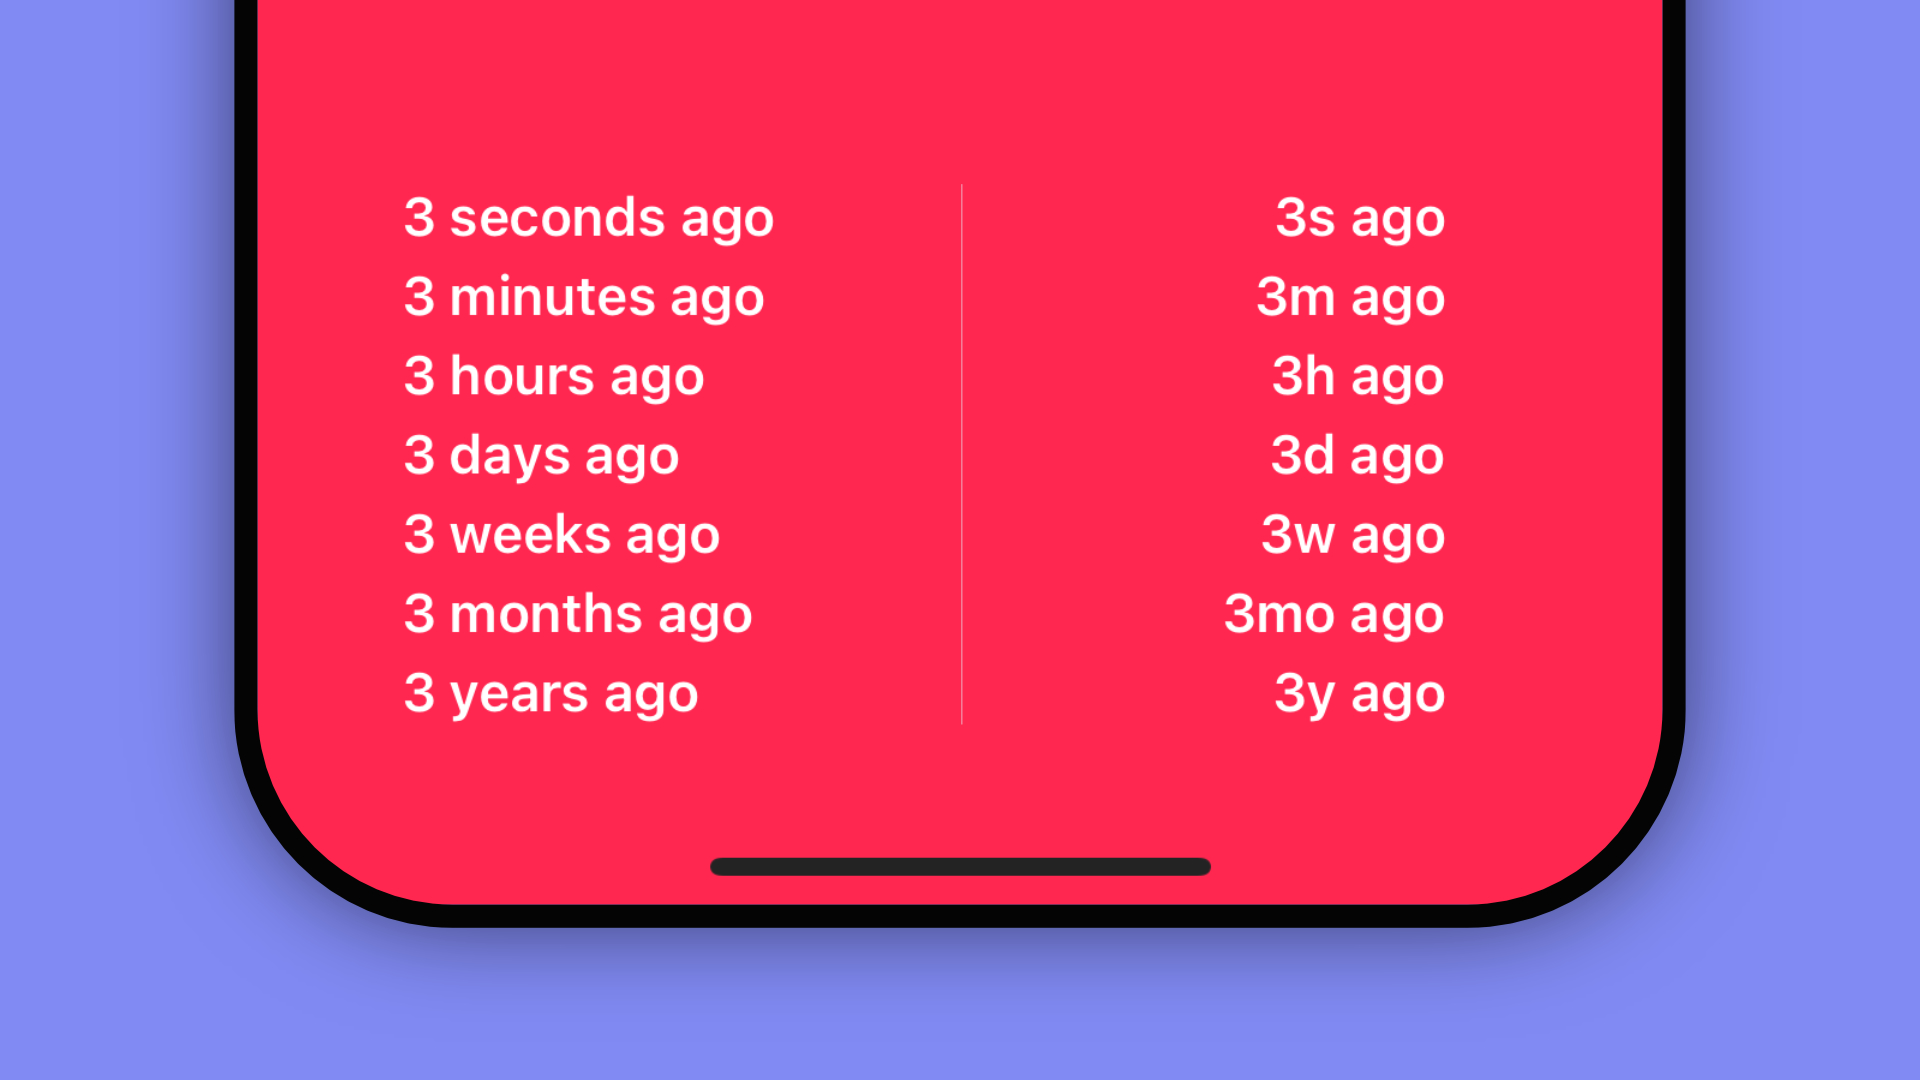 3 seconds ago 3s ago
3 minutes ago 3m ago
3 hours ago 3h ago
3 days ago 3d ago
3 weeks ago 3w ago
3 months ago 3mo ago
3 years ago 3y ago